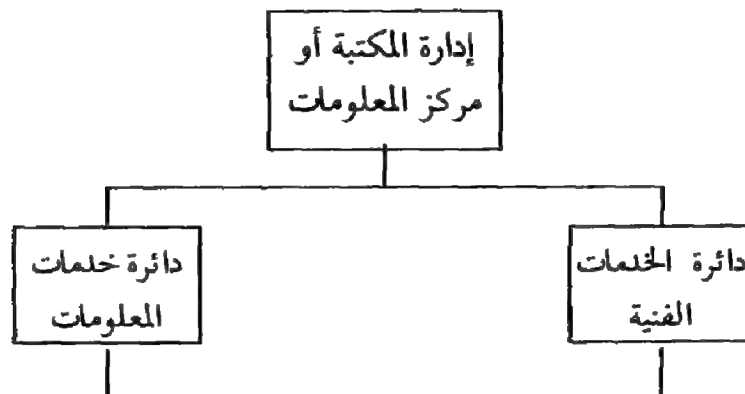 إدارة المكتبة أو
مركز المعلومات
دائرة الخدمات
الفنية
دائرة خدمات
المعلومات